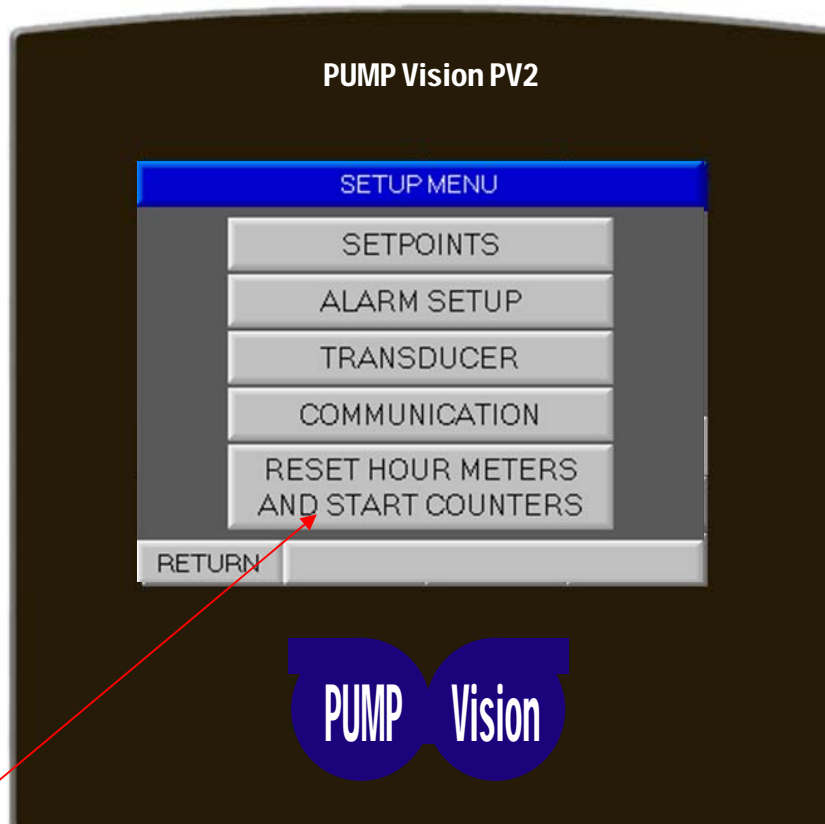 PUMP Vision PV2
SETUP MENU
SETPOINTS
ALARM SETUP
TRANSDUCER
COMMUNICATION
RESET HOUR METERS
AND START COUNTERS
RETURN
PUMP Vision